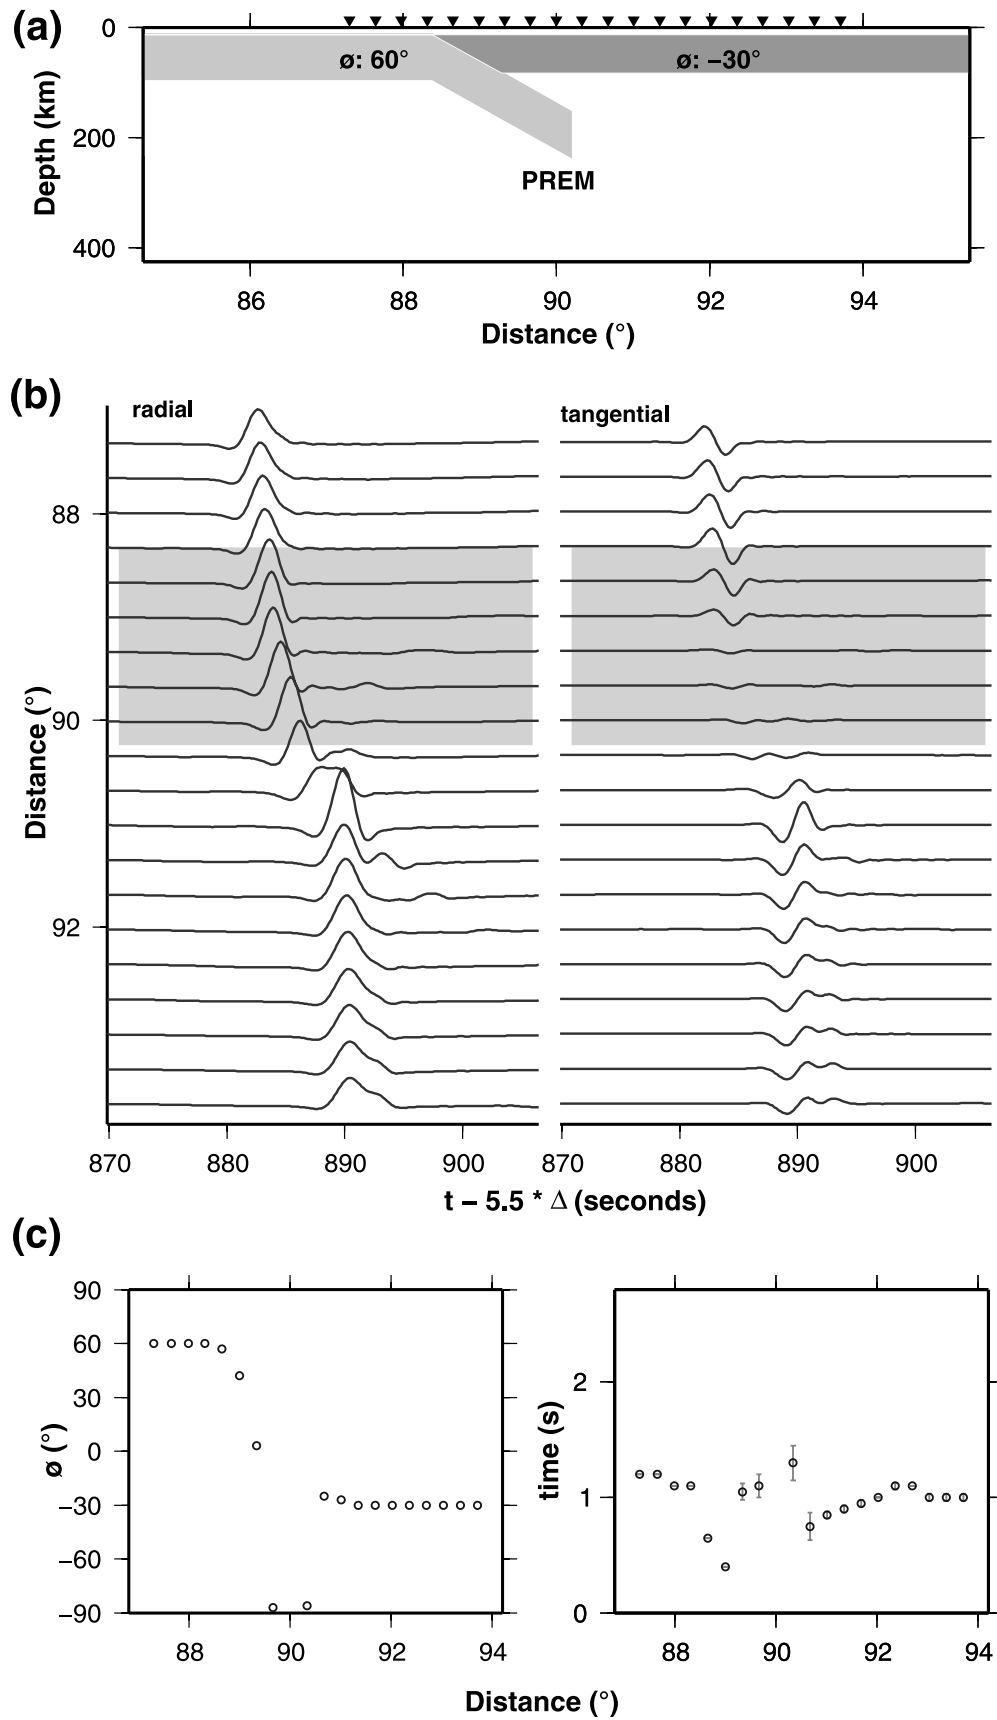 (a)
0
200
400
Depth (km)
ø: 60°
ø: −30°
PREM
86
88
90
92
94
Distance (°)
(b)
radial
tangential
88
90
92
Distance (°)
870
880
890
900
870
880
890
900
t − 5.5 * Δ (seconds)
(c)
90
60
30
0
−30
−60
−90
ø (°)
88
90
92
94
2
1
0
time (s)
88
90
92
94
Distance (°)